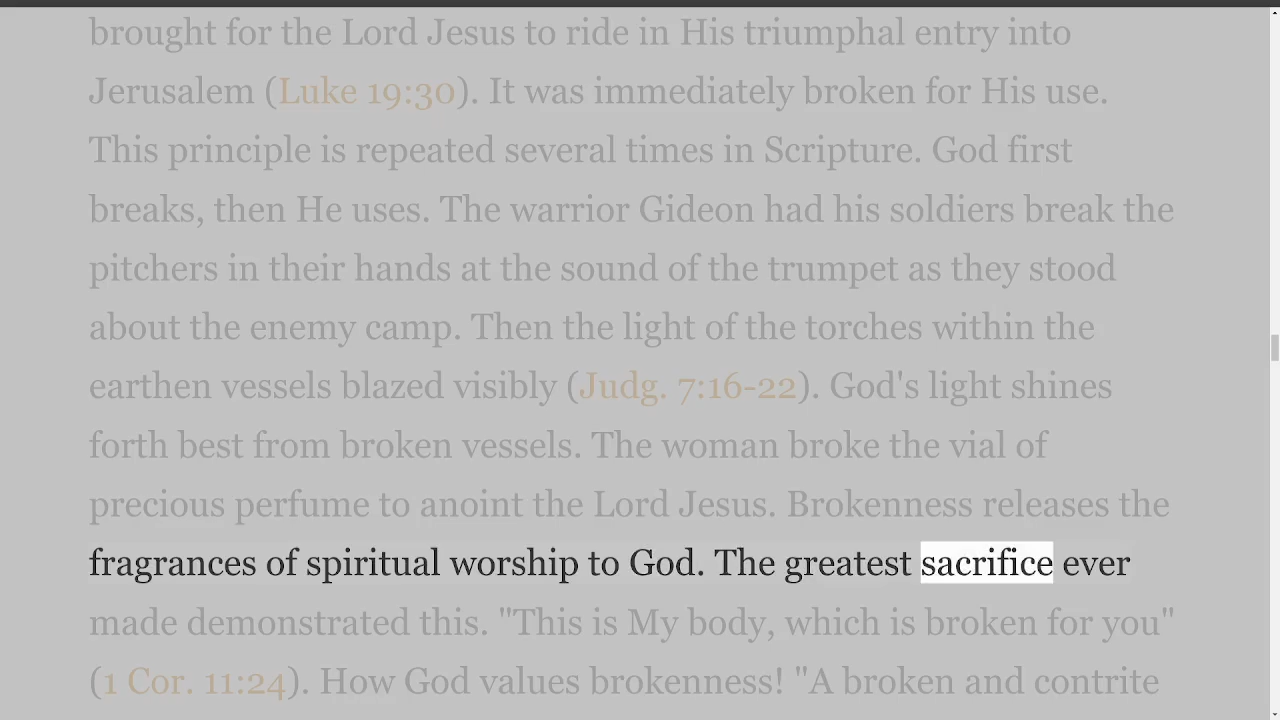 brought for the Lord Jesus to ride in His triumphal entry into
Jerusalem (Luke 19:30). It was immediately broken for His use.
This principle is repeated several times in Scripture. God first
breaks, then He uses. The warrior Gideon had his soldiers break the
pitchers in their hands at the sound of the trumpet as they stood
about the enemy camp. Then the light of the torches within the
earthen vessels blazed visibly (Judg. 7:16-22). God's light shines
forth best from broken vessels. The woman broke the vial of
precious perfume to anoint the Lord Jesus. Brokenness releases the
fragrances of spiritual worship to God. The greatest sacrifice ever
made demonstrated this. "This is My body, which is broken for you"
(1 Cor. 11:24). How God values brokenness! "A broken and contrite